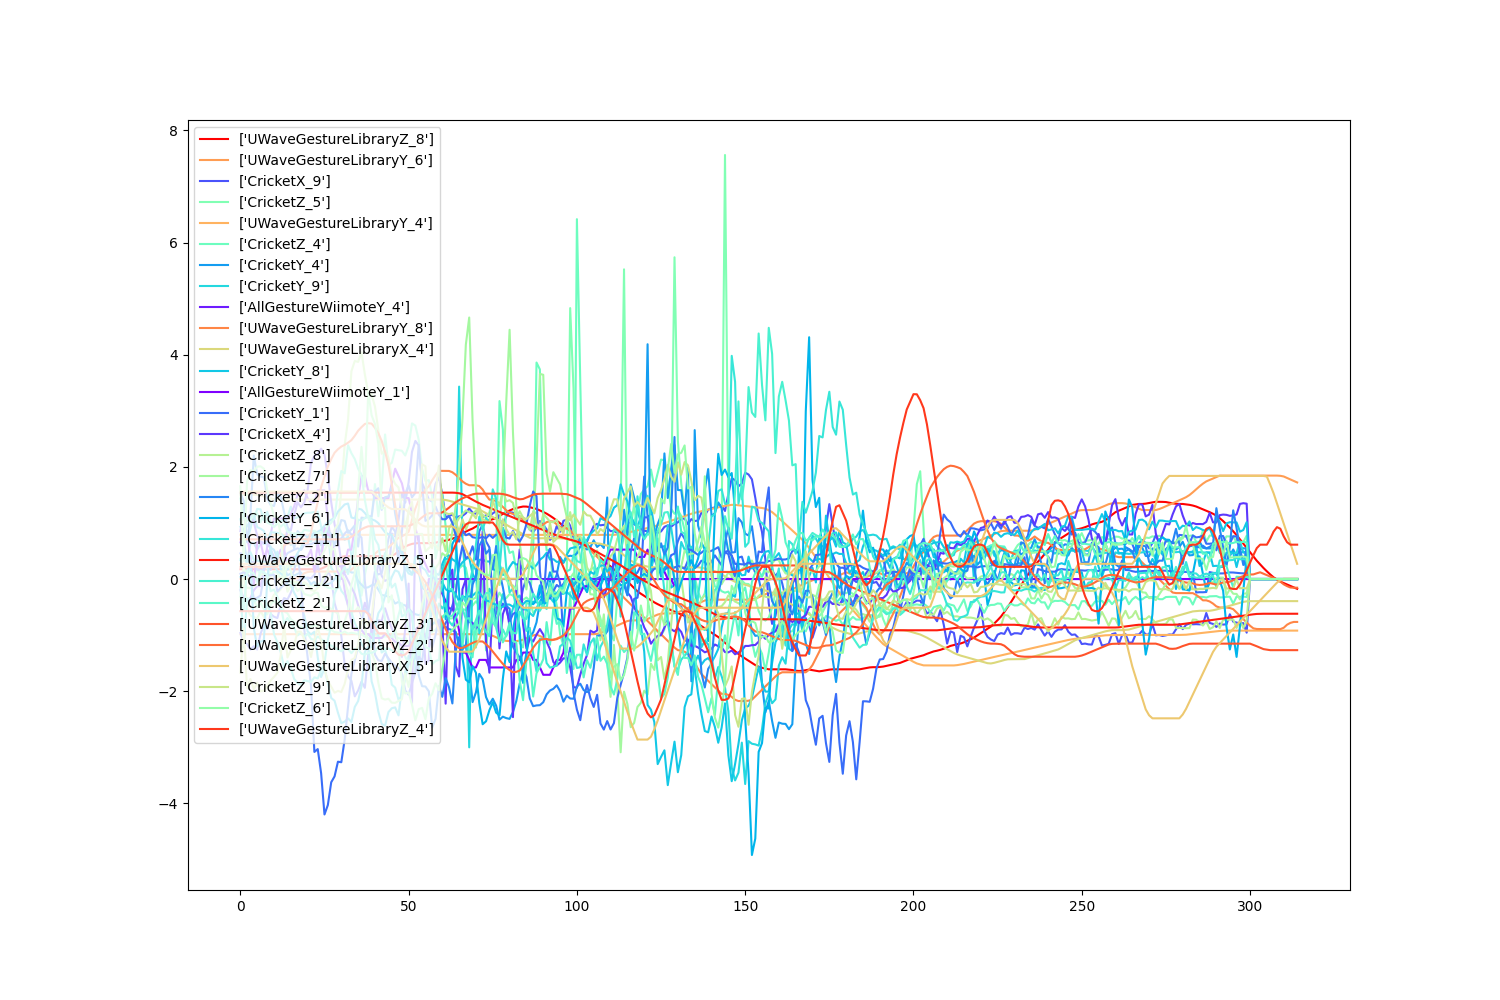 8
6
4
2
0
−2
−4
['UWaveGestureLibraryZ_8']
['UWaveGestureLibraryY_6']
['CricketX_9']
['CricketZ_5']
['UWaveGestureLibraryY_4']
['CricketZ_4']
['CricketY_4']
['CricketY_9']
['AllGestureWiimoteY_4']
['UWaveGestureLibraryY_8']
['UWaveGestureLibraryX_4']
['CricketY_8']
['AllGestureWiimoteY_1']
['CricketY_1']
['CricketX_4']
['CricketZ_8']
['CricketZ_7']
['CricketY_2']
['CricketY_6']
['CricketZ_11']
['UWaveGestureLibraryZ_5']
['CricketZ_12']
['CricketZ_2']
['UWaveGestureLibraryZ_3']
['UWaveGestureLibraryZ_2']
['UWaveGestureLibraryX_5']
['CricketZ_9']
['CricketZ_6']
['UWaveGestureLibraryZ_4']
0 50 100 150 200 250 300